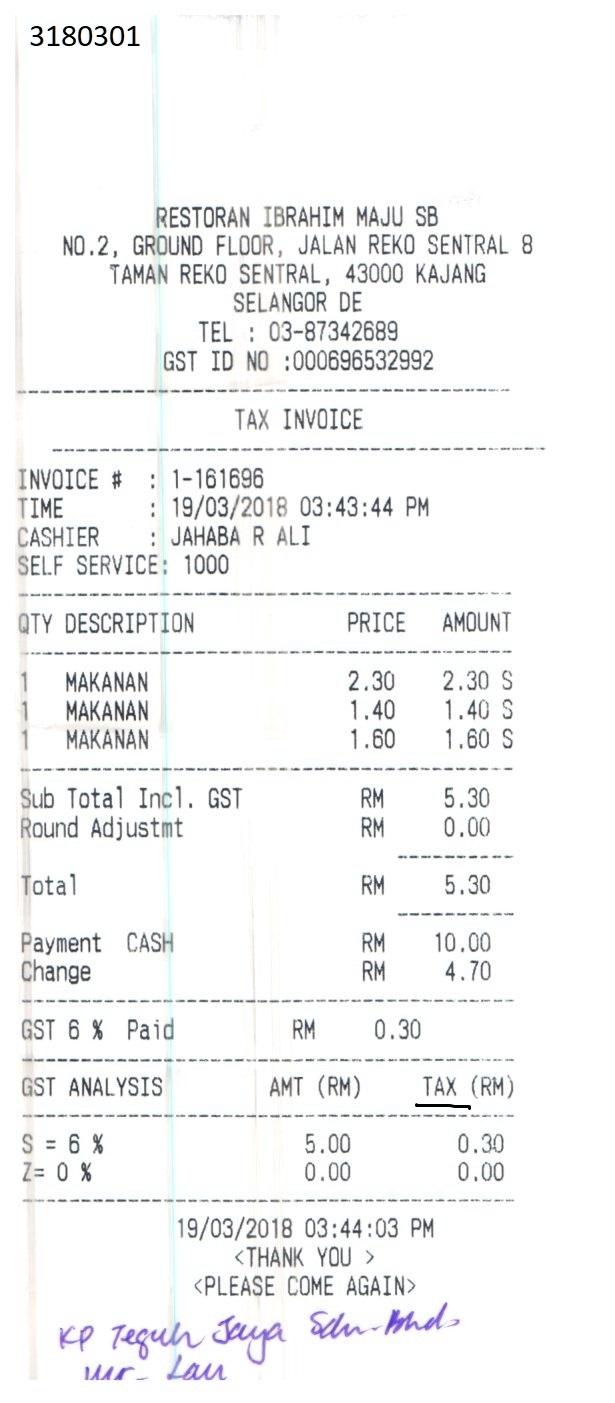 3180301
RESTORAN IBRAHIM MAJU SB
NO.2, GROUND FLOOR, JALAN REKO SENTRAL 8
TAMAN REKO SENTRAL, 43000 KAJANG
SELANGOR DE
TEL : 03-87342689
GST ID NO :000696532992
TAX INVOICE
INVOICE # : 1-161696
TIME : 19/03/2018 03:43:44 PM
CASHIER : JAHABA R ALI
SELF SERVICE: 1000
QTY DESCRIPTION PRICE AMOUNT
1 MAKANAN 2.30 2.30 S
1 MAKANAN 1.40 1.40 S
1 MAKANAN 1.60 1.60 S
Sub Total Incl. GST RM 5.30
Round Adjustmt RM 0.00
Total RM 5.30
Payment CASH RM 10.00
Change RM 4.70
GST 6 % Paid RM 0.30
GST ANALYSIS AMT (RM) TAX (RM)
S = 6 % 5.00 0.30
Z= 0 % 0.00 0.00
19/03/2018 03:44:03 PM
<THANK YOU >
<PLEASE COME AGAIN>
KP Teguh Jaya Sdn-Bhd
Mr- Lau